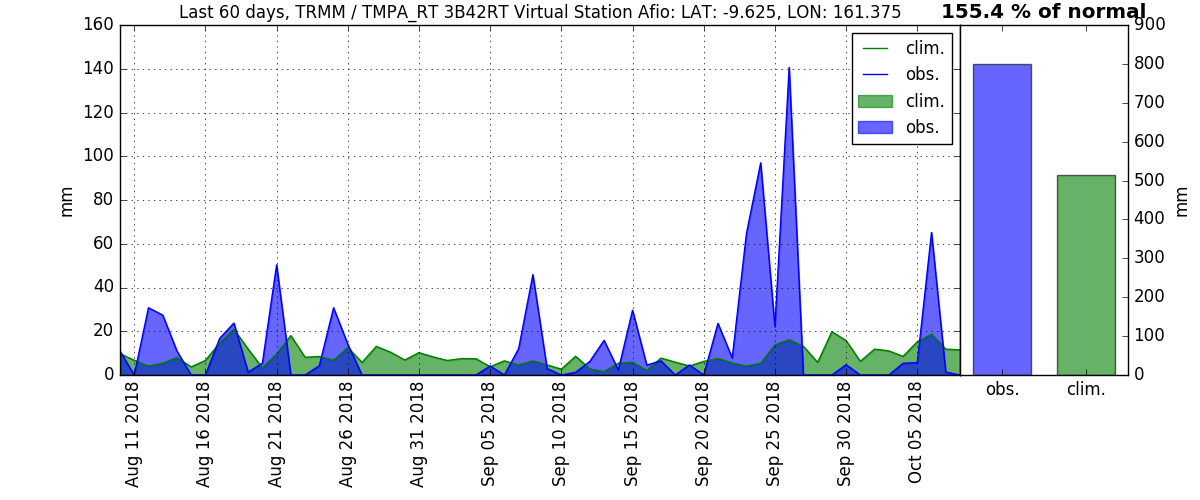 Last 60 days, TRMM / TMPA_RT 3B42RT Virtual Station Afio: LAT: -9.625, LON: 161.375
155.4 % of normal
160
140
120
100
80
60
40
20
0
mm
clim.
obs.
clim.
obs.
900
800
700
600
500
400
300
200
100
0
mm
Aug 11 2018
Aug 16 2018
Aug 21 2018
Aug 26 2018
Aug 31 2018
Sep 05 2018
Sep 10 2018
Sep 15 2018
Sep 20 2018
Sep 25 2018
Sep 30 2018
Oct 05 2018
obs.
clim.